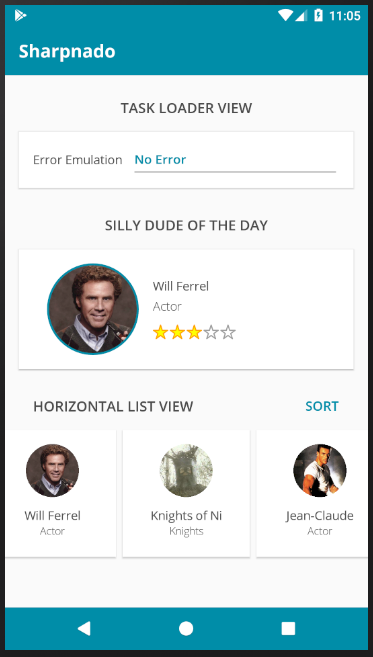 11:05
Sharpnado
TASK LOADER VIEW
Error Emulation No Error
SILLY DUDE OF THE DAY
Will Ferrel
Actor
HORIZONTAL LIST VIEW SORT
Will Ferrel Knights of Ni Jean-Claude
Actor Knights Actor